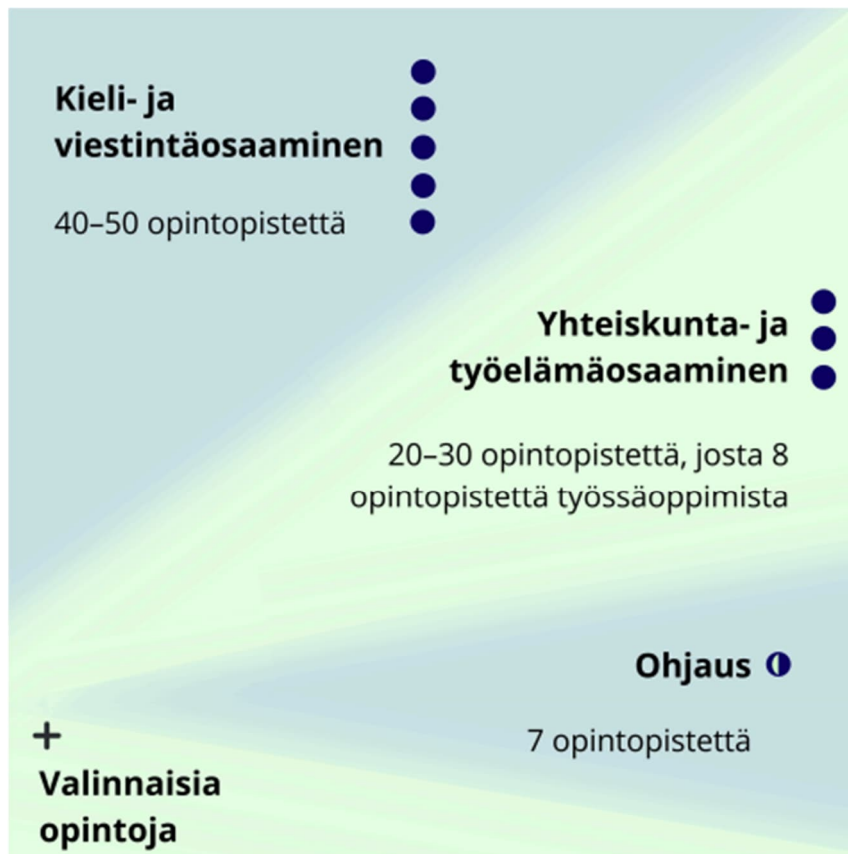 Kieli- ja
viestintäosaaminen
40–50 opintopistettä
Yhteiskunta- ja
työelämäosaaminen
20–30 opintopistettä, josta 8
opintopistettä työssäoppimista
Ohjaus
7 opintopistettä
+
Valinnaisia
opintoja